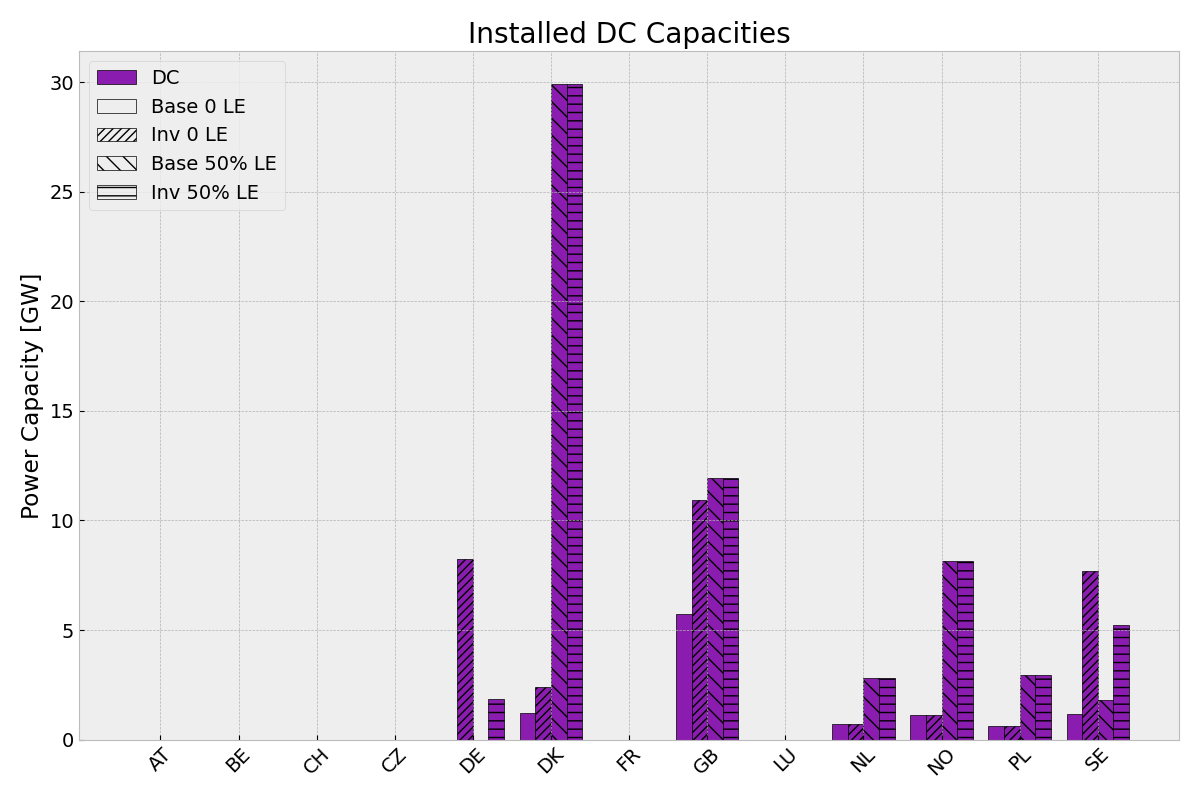 Installed DC Capacities
DC
Base 0 LE
Inv 0 LE
Base 50% LE
Inv 50% LE
Power Capacity [GW]
30
25
20
15
10
5
0
AT
BE
CH
CZ
DE
DK
FR
GB
LU
NL
NO
PL
SE